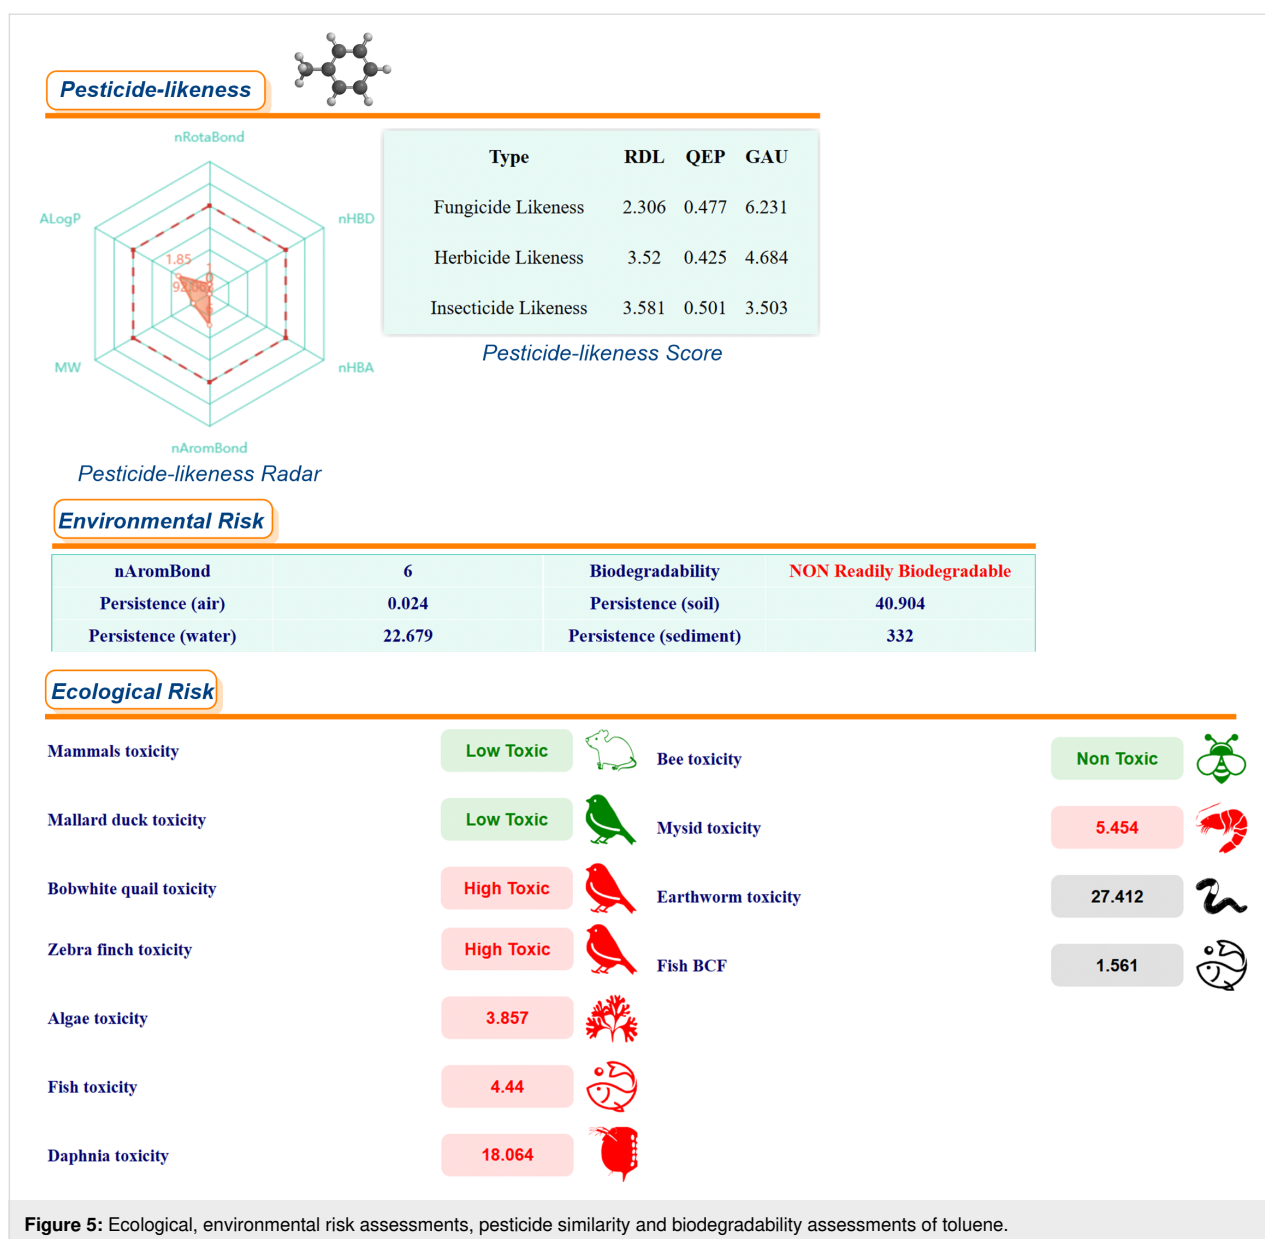 Pesticide-likeness
nRotaBond
ALogP
nHBD
1.85
0
MW
nHBA
nAromBond
Pesticide-likeness Radar
Type RDL QEP GAU
Fungicide Likeness 2.306 0.477 6.231
Herbicide Likeness 3.52 0.425 4.684
Insecticide Likeness 3.581 0.501 3.503
Pesticide-likeness Score
Environmental Risk
nAromBond 6 Biodegradability NON Readily Biodegradable
Persistence (air) 0.024 Persistence (soil) 40.904
Persistence (water) 22.679 Persistence (sediment) 332
Ecological Risk
Mammals toxicity Low Toxic
Mallard duck toxicity Low Toxic
Bobwhite quail toxicity High Toxic
Zebra finch toxicity High Toxic
Algae toxicity 3.857
Fish toxicity 4.44
Daphnia toxicity 18.064
Bee toxicity Non Toxic
Mysid toxicity 5.454
Earthworm toxicity 27.412
Fish BCF 1.561
Figure 5: Ecological, environmental risk assessments, pesticide similarity and biodegradability assessments of toluene.